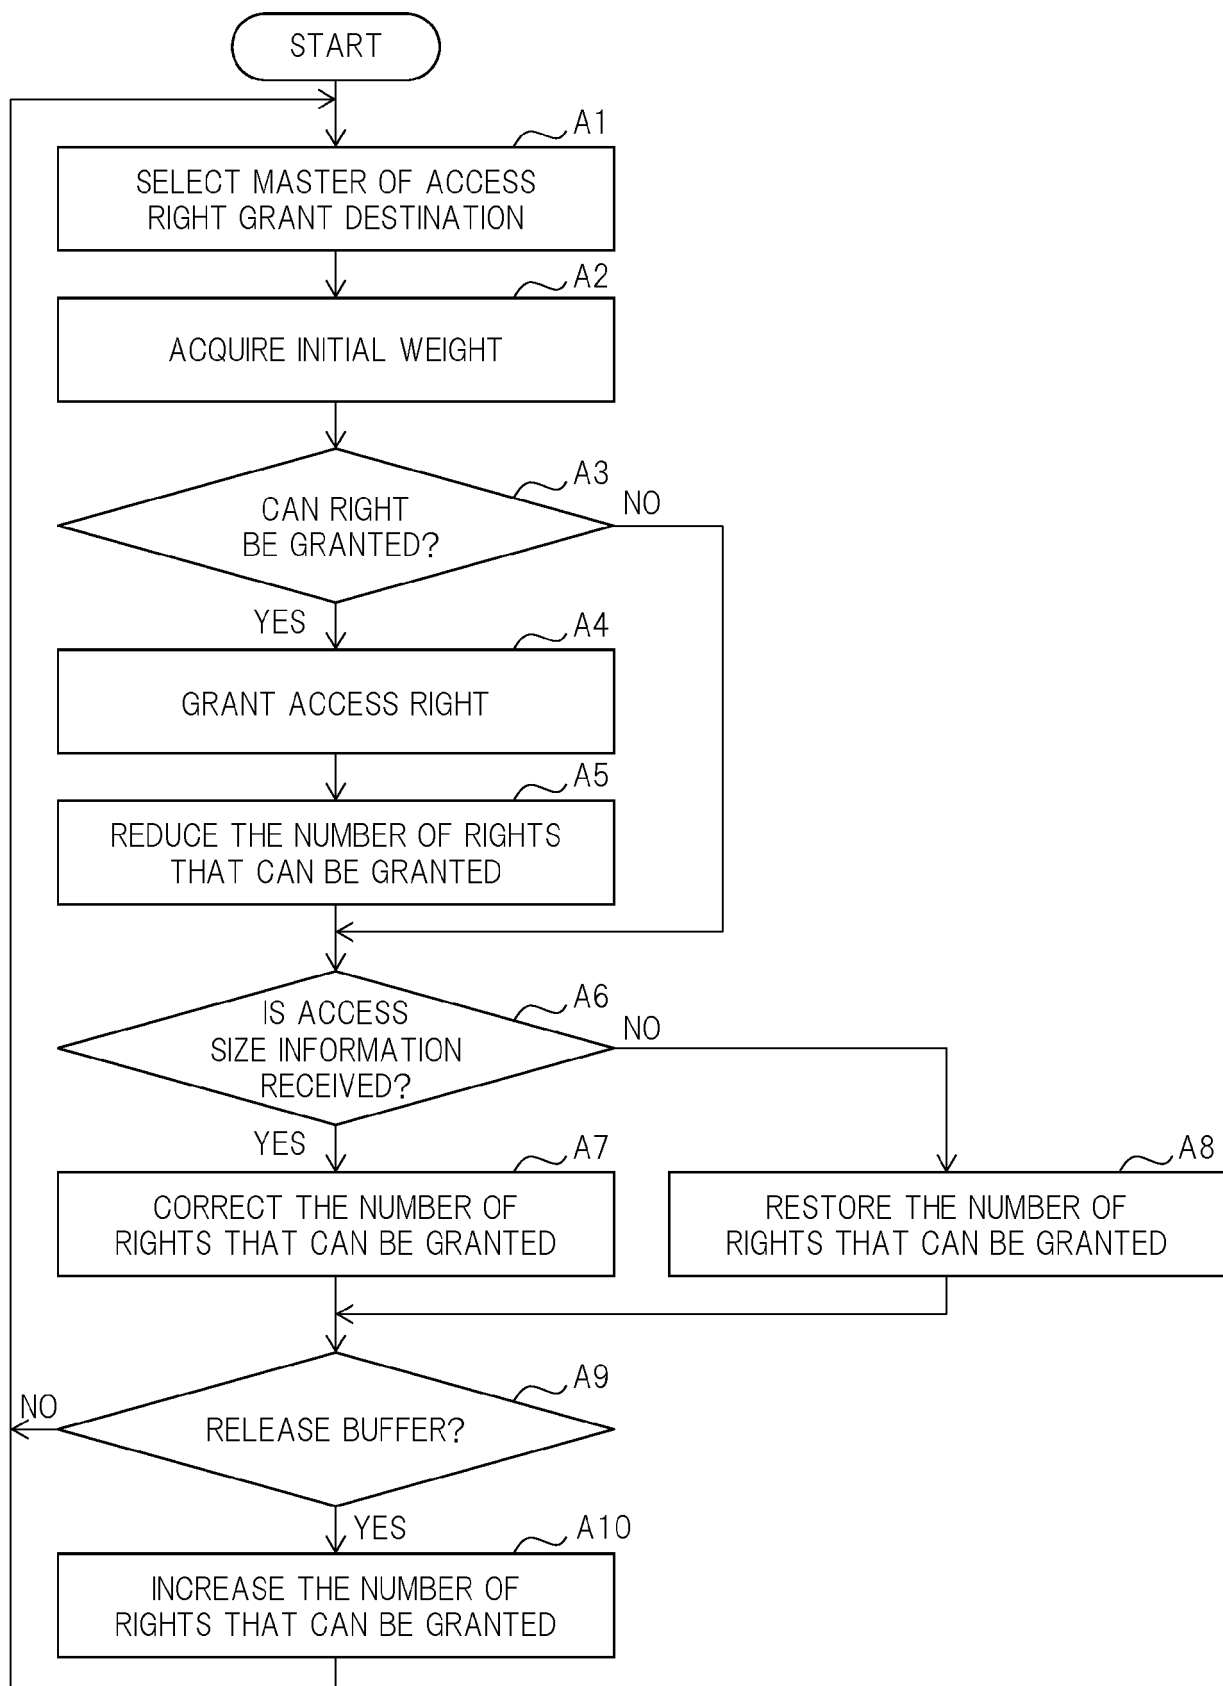 START
A1
SELECT MASTER OF ACCESS
RIGHT GRANT DESTINATION
A2
ACQUIRE INITIAL WEIGHT
A3
CAN RIGHT
BE GRANTED?
NO
YES
A4
GRANT ACCESS RIGHT
A5
REDUCE THE NUMBER OF RIGHTS
THAT CAN BE GRANTED
A6
IS ACCESS
SIZE INFORMATION
RECEIVED?
NO
YES
A7
CORRECT THE NUMBER OF
RIGHTS THAT CAN BE GRANTED
A8
RESTORE THE NUMBER OF
RIGHTS THAT CAN BE GRANTED
A9
RELEASE BUFFER?
NO
YES
A10
INCREASE THE NUMBER OF
RIGHTS THAT CAN BE GRANTED